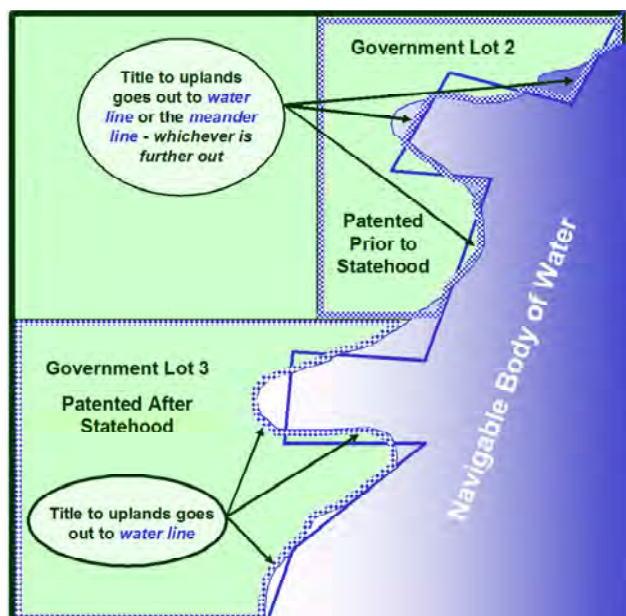 Government Lot 2
Title to uplands
goes out to water
line or the meander
line - whichever is
further out
Patented
Prior to
Statehood
Navigable Body of Water
Government Lot 3
Patented After
Statehood
Title to uplands goes
out to water line